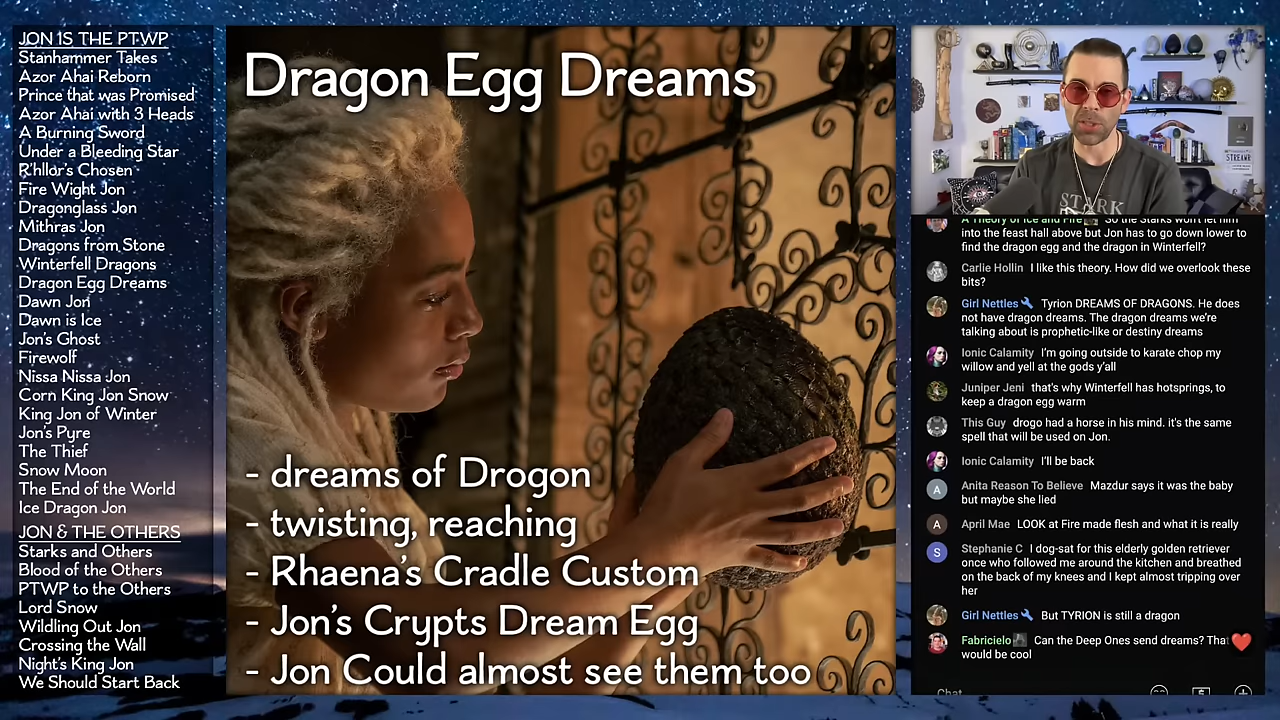 JON IS THE PTWP
Stanhammer Takes
Azor Ahai Reborn
Prince that was Promised
Azor Ahai with 3 Heads
A Burning Sword
Under a Bleeding Star
R'hllor's Chosen
Fire Wight Jon
Dragonglass Jon
Mithras Jon
Dragons from Stone
Winterfell Dragons
Dragon Egg Dreams
Dawn Jon
Dawn is Ice
Jon's Ghost
Firewolf
Nissa Nissa Jon
Corn King Jon Snow
King Jon of Winter
Jon's Pyre
The Thief
Snow Moon
The End of the World
Ice Dragon Jon
JON & THE OTHERS
Starks and Others
Blood of the Others
PTWP to the Others
Lord Snow
Wildling Out Jon
Crossing the Wall
Night's King Jon
We Should Start Back
Dragon Egg Dreams
- dreams of Drogon
- twisting, reaching
- Rhaena's Cradle Custom
- Jon's Crypts Dream Egg
- Jon Could almost see them too
STARK
STREAMR
A Theory of Ice and Fire So the Starks won't let him
into the feast hall above but Jon has to go down lower to
find the dragon egg and the dragon in Winterfell?
Carlie Hollin I like this theory. How did we overlook these
bits?
Girl Nettles Tyrion DREAMS OF DRAGONS. He does
not have dragon dreams. The dragon dreams we're
talking about is prophetic-like or destiny dreams
Ionic Calamity I'm going outside to karate chop my
willow and yell at the gods y'all
Juniper Jeni that's why Winterfell has hotsprings, to
keep a dragon egg warm
This Guy drogo had a horse in his mind. it's the same
spell that will be used on Jon.
Ionic Calamity I'll be back
A Anita Reason To Believe Mazdur says it was the baby
but maybe she lied
A April Mae LOOK at Fire made flesh and what it is really
S Stephanie C I dog-sat for this elderly golden retriever
once who followed me around the kitchen and breathed
on the back of my knees and I kept almost tripping over
her
Girl Nettles But TYRION is still a dragon
Fabricielo Can the Deep Ones send dreams? That
would be cool
Chat